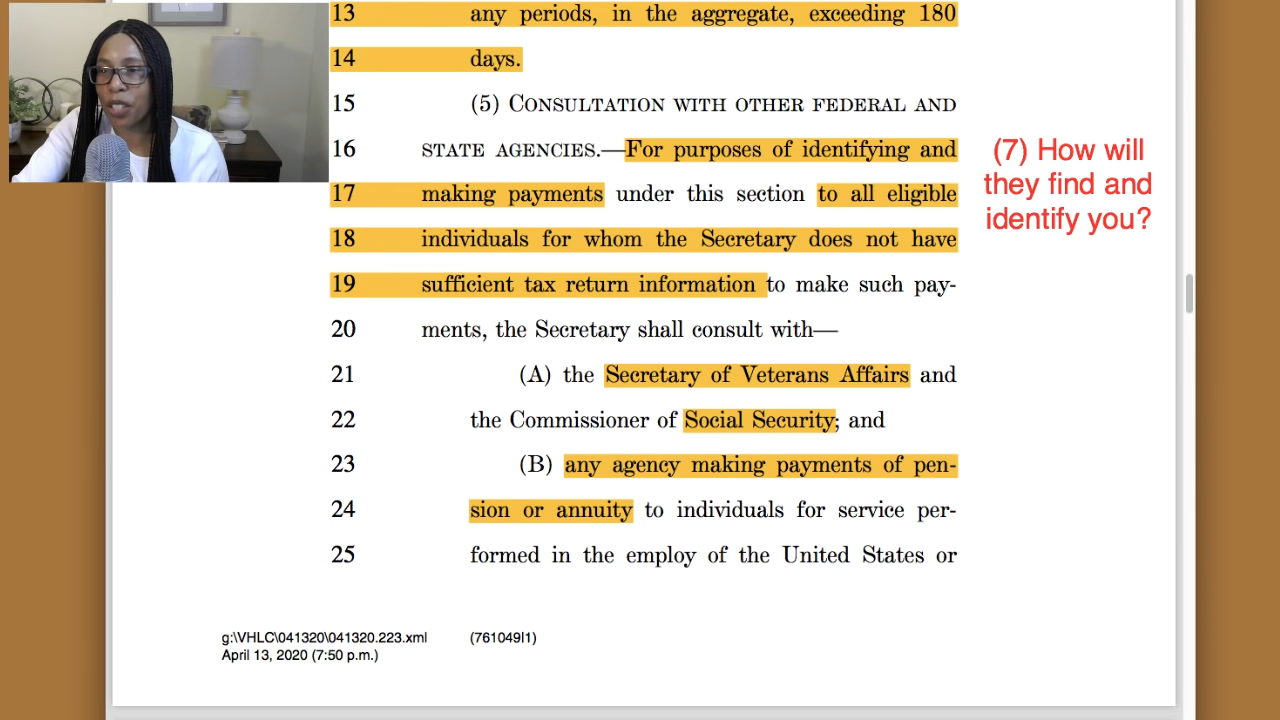 13 any periods, in the aggregate, exceeding 180
14 days.
15 (5) CONSULTATION WITH OTHER FEDERAL AND
16 STATE AGENCIES.—For purposes of identifying and
17 making payments under this section to all eligible
18 individuals for whom the Secretary does not have
19 sufficient tax return information to make such pay-
20 ments, the Secretary shall consult with—
21 (A) the Secretary of Veterans Affairs and
22 the Commissioner of Social Security; and
23 (B) any agency making payments of pen-
24 sion or annuity to individuals for service per-
25 formed in the employ of the United States or
(7) How will
they find and
identify you?
g:\VHLC\041320\041320.223.xml (761049l1)
April 13, 2020 (7:50 p.m.)